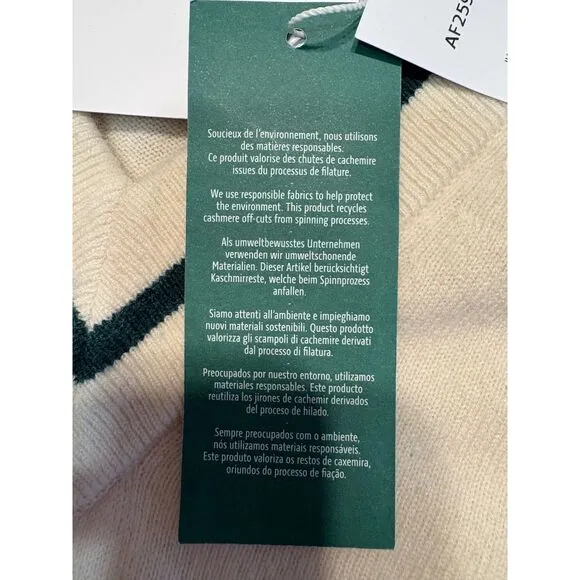 AF259
Soucieux de l'environnement, nous utilisons
des matières responsables.
Ce produit valorise des chutes de cachemire
issues du processus de filature.
-
We use responsible fabrics to help protect
the environment. This product recycles
cashmere off-cuts from spinning processes.
-
Als umweltbewusstes Unternehmen
verwenden wir umweltschonende
Materialien. Dieser Artikel berücksichtigt
Kaschmirreste, welche beim Spinnprozess
anfallen.
-
Siamo attenti all'ambiente e impieghiamo
nuovi materiali sostenibili. Questo prodotto
valorizza gli scampoli di cachemire derivati
dal processo di filatura.
-
Preocupados por nuestro entorno, utilizamos
materiales responsables. Este producto
reutiliza los jirones de cachemir derivados
del proceso de hilado.
-
Sempre preocupados com o ambiente,
nós utilizamos materiais responsáveis.
Este produto valoriza os restos de caxemira,
oriundos do processo de fiação.